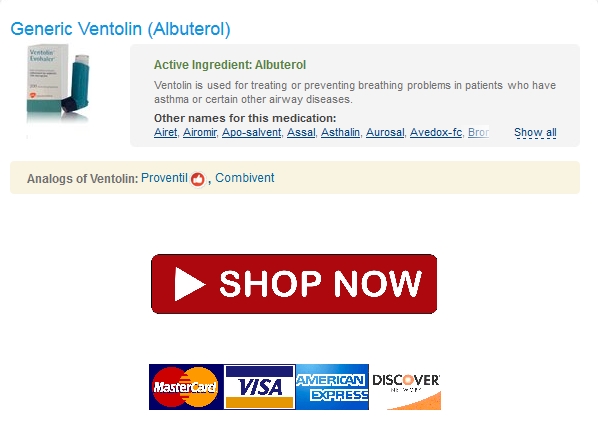 Generic Ventolin (Albuterol)
Ventolin
Evohaler
Active Ingredient: Albuterol
Ventolin is used for treating or preventing breathing problems in patients who have
asthma or certain other airway diseases.
Other names for this medication:
Airet, Airomir, Apo-salvent, Assal, Asthalin, Aurosal, Avedox-fc, Bron Show all
Analogs of Ventolin: Proventil , Combivent
SHOP NOW
MasterCard VISA AMERICAN EXPRESS DISCOVER
NETWORK